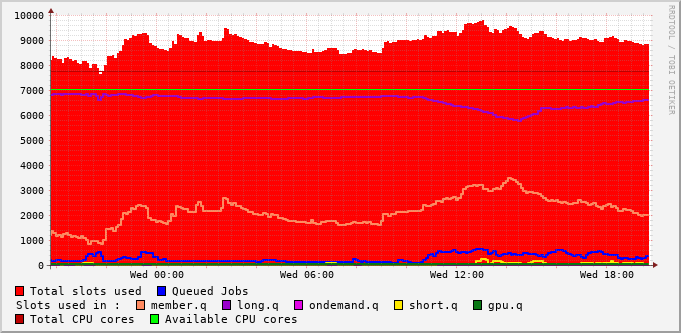 10000
9000
8000
7000
6000
5000
4000
3000
2000
1000
0
Wed 00:00 Wed 06:00 Wed 12:00 Wed 18:00
RRDTOOL / TOBI OETIKER
Total slots used Queued Jobs
Slots used in : member.q long.q ondemand.q short.q gpu.q
Total CPU cores Available CPU cores